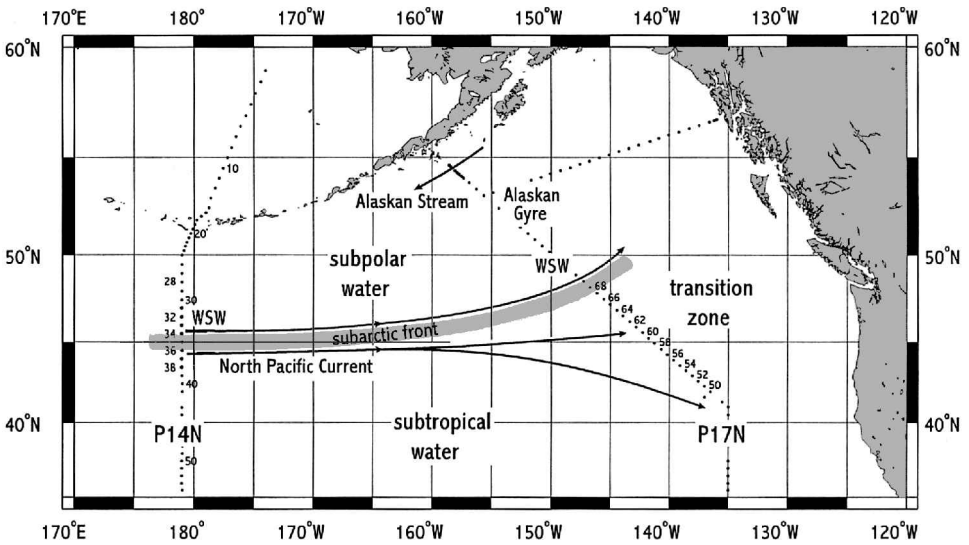 170°E 180° 170°W 160°W 150°W 140°W 130°W 120°W
60°N 60°N
10
Alaskan Stream
Alaskan
Gyre
20
50°N 50°N
subpolar
water
WSW
28
30
68
66
transition
zone
32
WSW
34
64
62
60
58
subarctic front
36
38
North Pacific Current
56
54
52
50
40
40°N 40°N
subtropical
water
P14N
P17N
50
170°E 180° 170°W 160°W 150°W 140°W 130°W 120°W